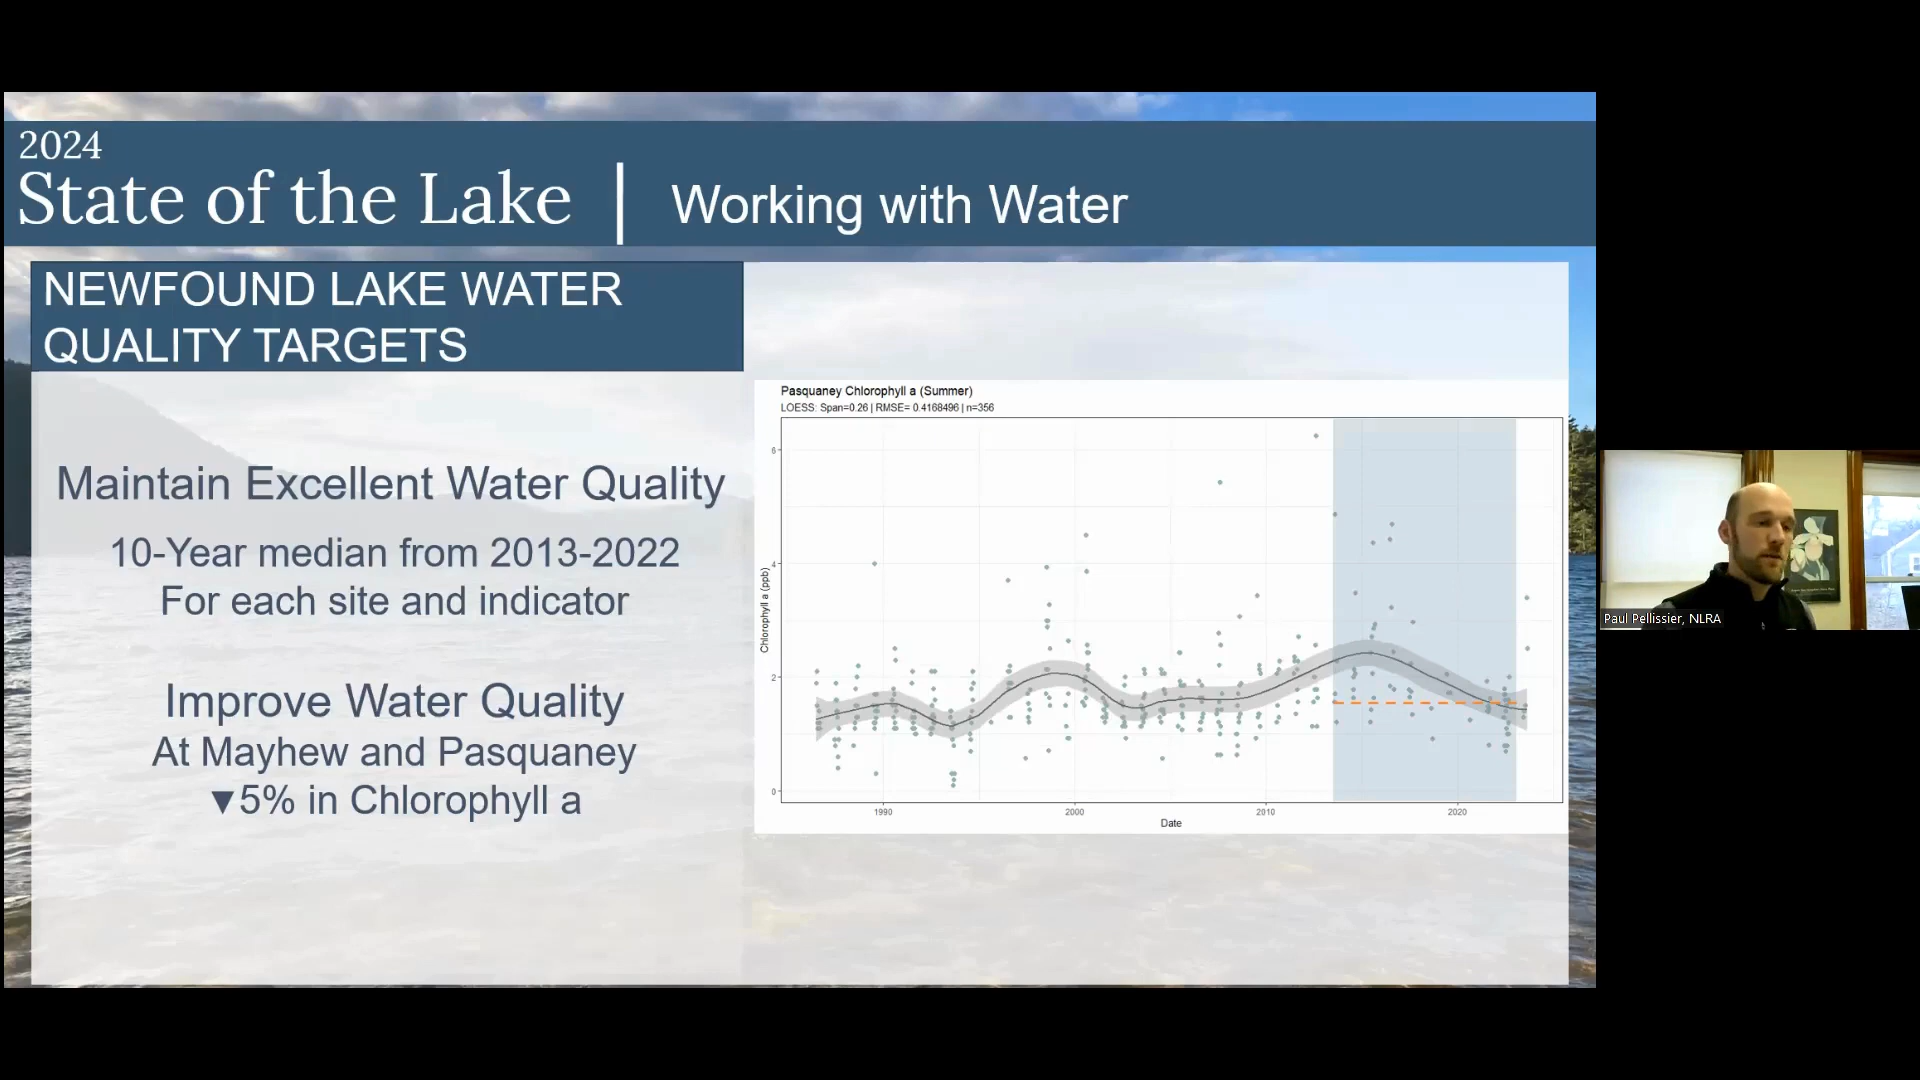 2024
State of the Lake | Working with Water
NEWFOUND LAKE WATER
QUALITY TARGETS
Maintain Excellent Water Quality
10-Year median from 2013-2022
For each site and indicator
Improve Water Quality
At Mayhew and Pasquaney
▼5% in Chlorophyll a
Pasquaney Chlorophyll a (Summer)
LOESS: Span=0.26 | RMSE= 0.4168496 | n=356
Chlorophyll a (ppb)
6
4
2
0
1990
2000
2010
2020
Date
Paul Pellissier, NLRA